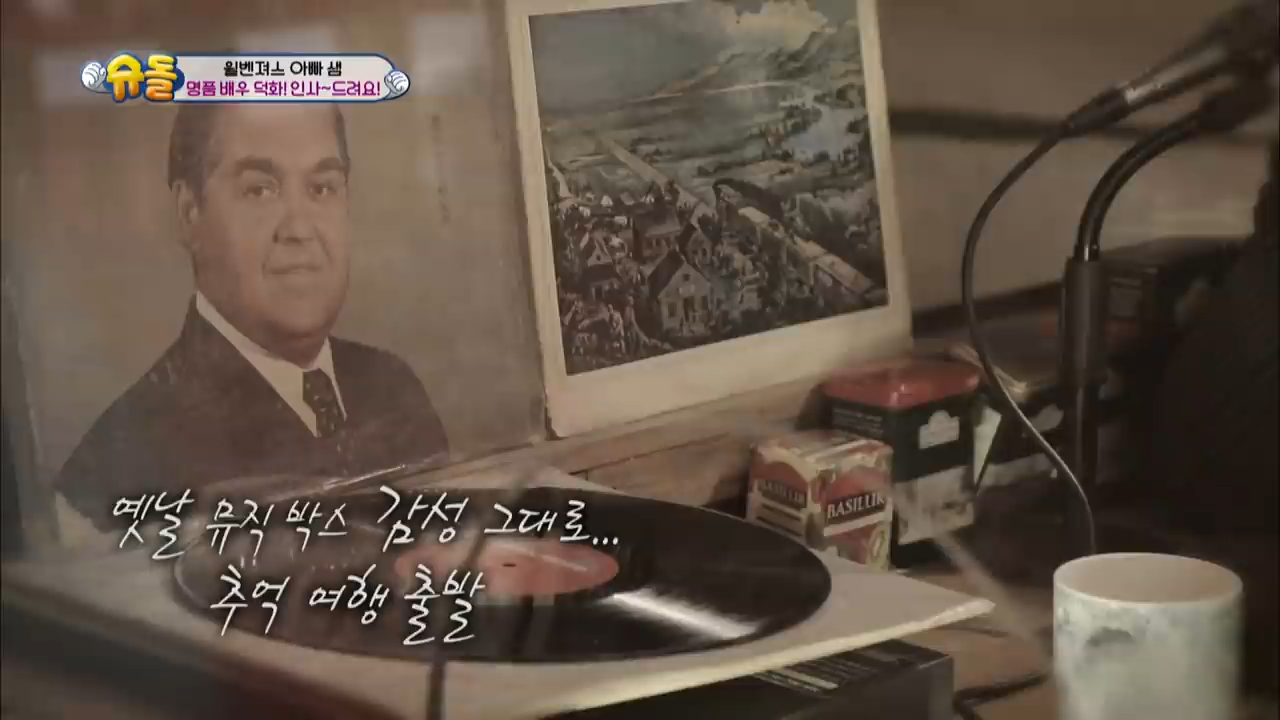 슈돌
윌벤져스 아빠 샘
명품 배우 덕화! 인사~드려요!
BASILUR
BASILUR
옛날 뮤직 박스 감성 그대로...
추억 여행 출발